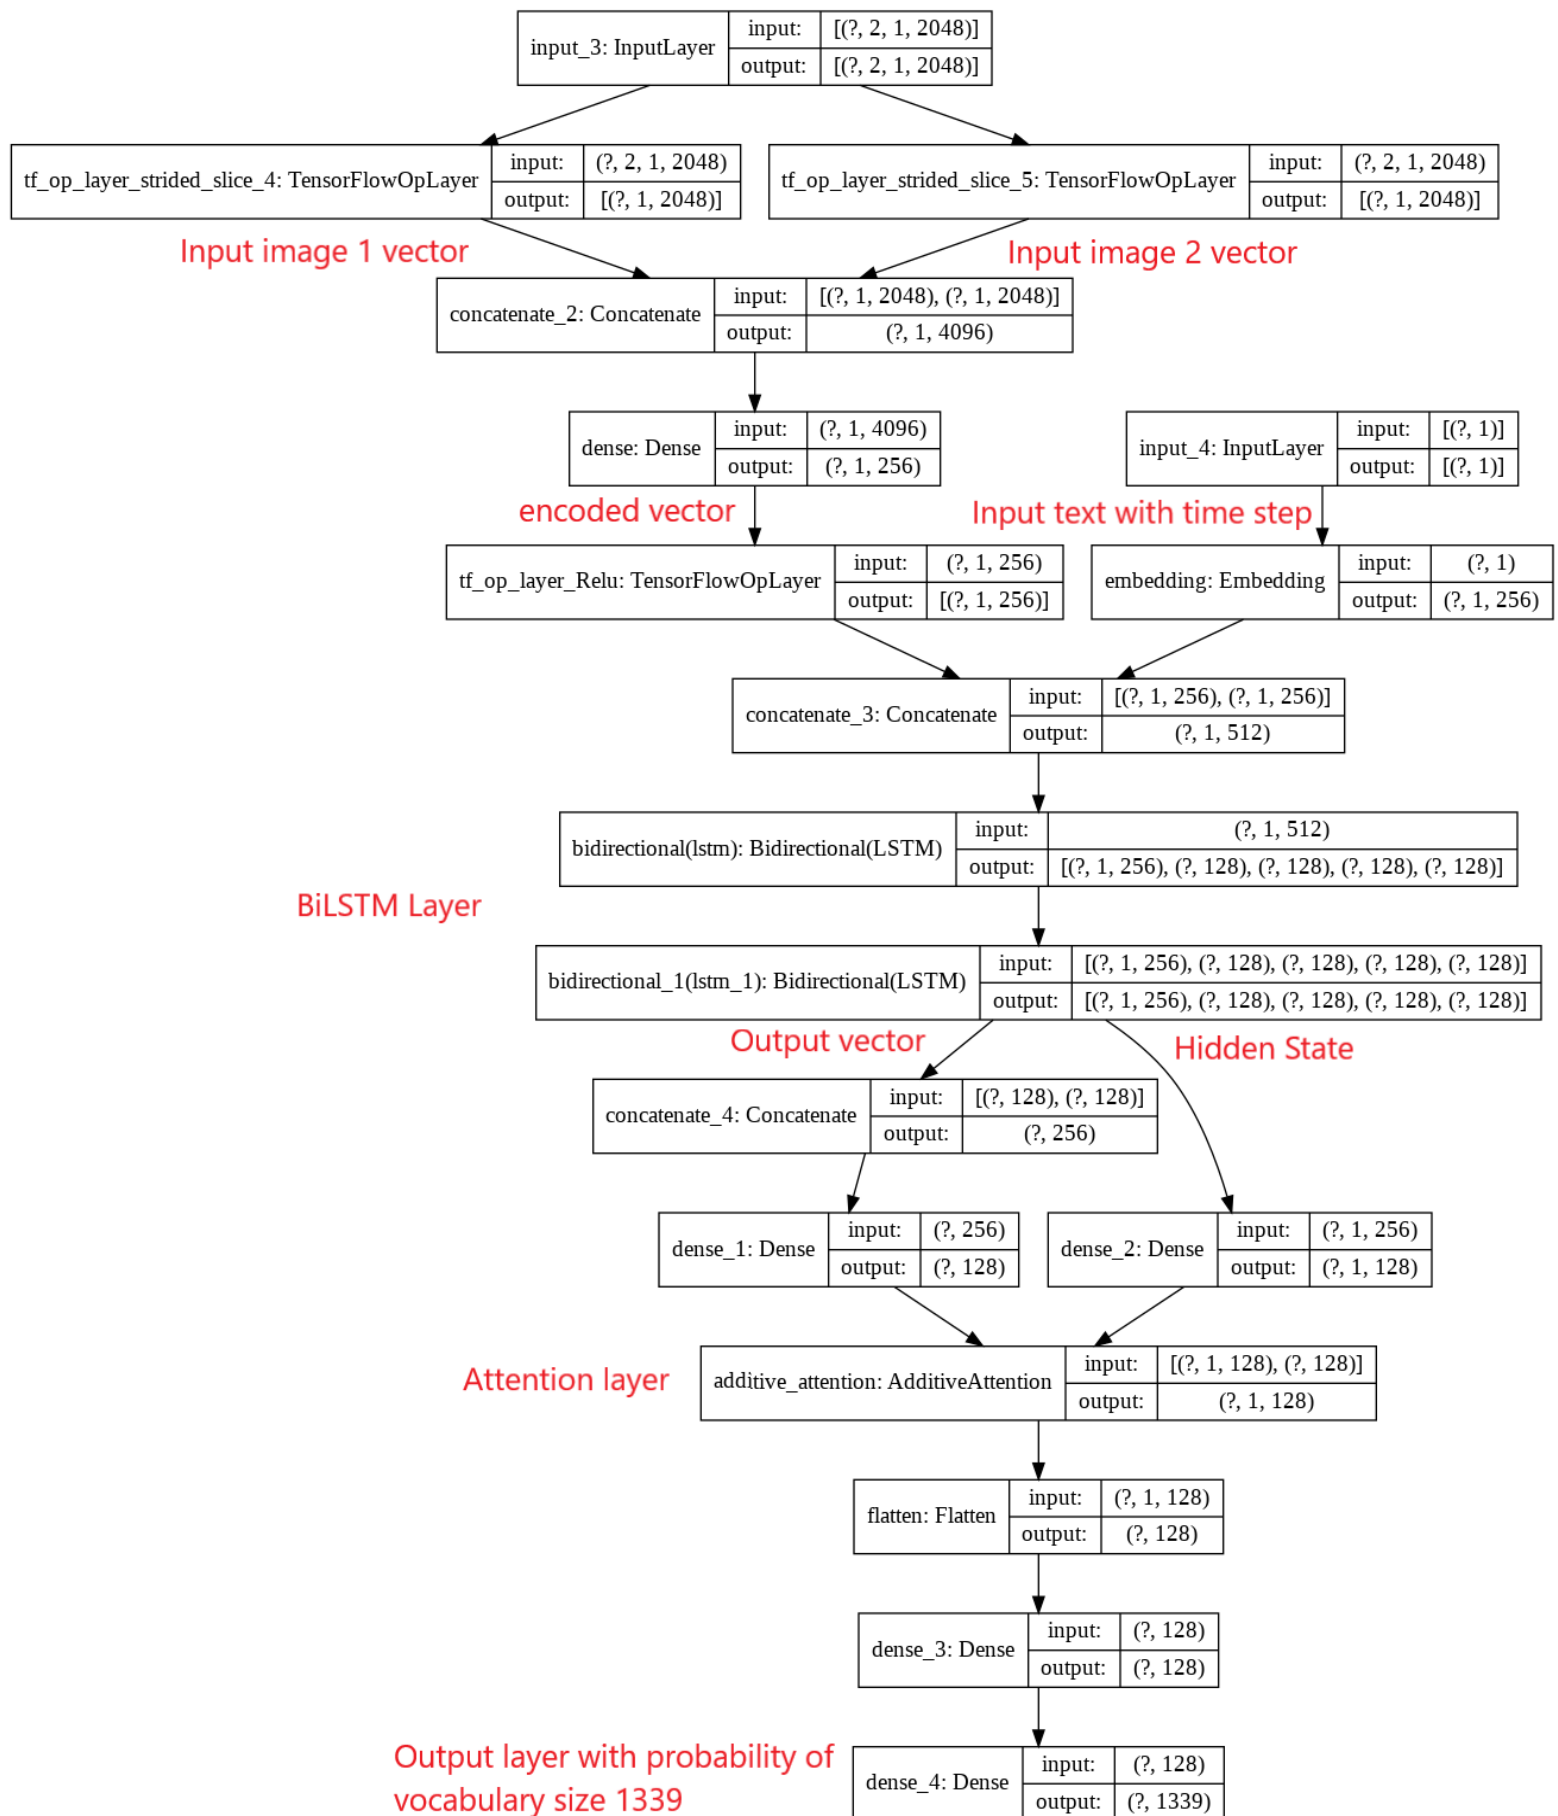 input_3: InputLayer
input: [(?, 2, 1, 2048)]
output: [(?, 2, 1, 2048)]
tf_op_layer_strided_slice_4: TensorFlowOpLayer
input: (?, 2, 1, 2048)
output: [(?, 1, 2048)]
tf_op_layer_strided_slice_5: TensorFlowOpLayer
input: (?, 2, 1, 2048)
output: [(?, 1, 2048)]
Input image 1 vector
Input image 2 vector
concatenate_2: Concatenate
input: [(?, 1, 2048), (?, 1, 2048)]
output: (?, 1, 4096)
dense: Dense
input: (?, 1, 4096)
output: (?, 1, 256)
input_4: InputLayer
input: [(?, 1)]
output: [(?, 1)]
encoded vector
Input text with time step
tf_op_layer_Relu: TensorFlowOpLayer
input: (?, 1, 256)
output: [(?, 1, 256)]
embedding: Embedding
input: (?, 1)
output: (?, 1, 256)
concatenate_3: Concatenate
input: [(?, 1, 256), (?, 1, 256)]
output: (?, 1, 512)
bidirectional(lstm): Bidirectional(LSTM)
input: (?, 1, 512)
output: [(?, 1, 256), (?, 128), (?, 128), (?, 128), (?, 128)]
BiLSTM Layer
bidirectional_1(lstm_1): Bidirectional(LSTM)
input: [(?, 1, 256), (?, 128), (?, 128), (?, 128), (?, 128)]
output: [(?, 1, 256), (?, 128), (?, 128), (?, 128), (?, 128)]
Output vector
Hidden State
concatenate_4: Concatenate
input: [(?, 128), (?, 128)]
output: (?, 256)
dense_1: Dense
input: (?, 256)
output: (?, 128)
dense_2: Dense
input: (?, 1, 256)
output: (?, 1, 128)
Attention layer
additive_attention: AdditiveAttention
input: [(?, 1, 128), (?, 128)]
output: (?, 1, 128)
flatten: Flatten
input: (?, 1, 128)
output: (?, 128)
dense_3: Dense
input: (?, 128)
output: (?, 128)
Output layer with probability of
vocabulary size 1339
dense_4: Dense
input: (?, 128)
output: (?, 1339)